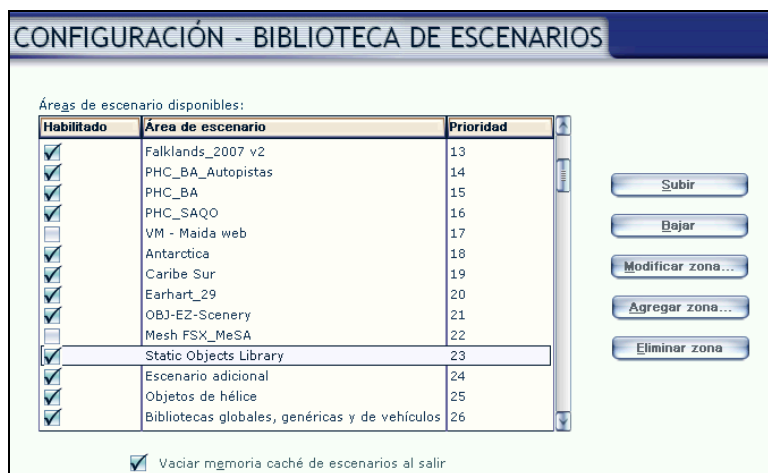 CONFIGURACIÓN - BIBLIOTECA DE ESCENARIOS
Áreas de escenario disponibles:
Habilitado Área de escenario Prioridad
Falklands_2007 v2 13
PHC_BA_Autopistas 14
PHC_BA 15
PHC_SAQO 16
VM - Maida web 17
Antarctica 18
Caribe Sur 19
Earhart_29 20
OBJ-EZ-Scenery 21
Mesh FSX_MeSA 22
Static Objects Library 23
Escenario adicional 24
Objetos de hélice 25
Bibliotecas globales, genéricas y de vehículos 26
Subir
Bajar
Modificar zona...
Agregar zona...
Eliminar zona
Vaciar memoria caché de escenarios al salir